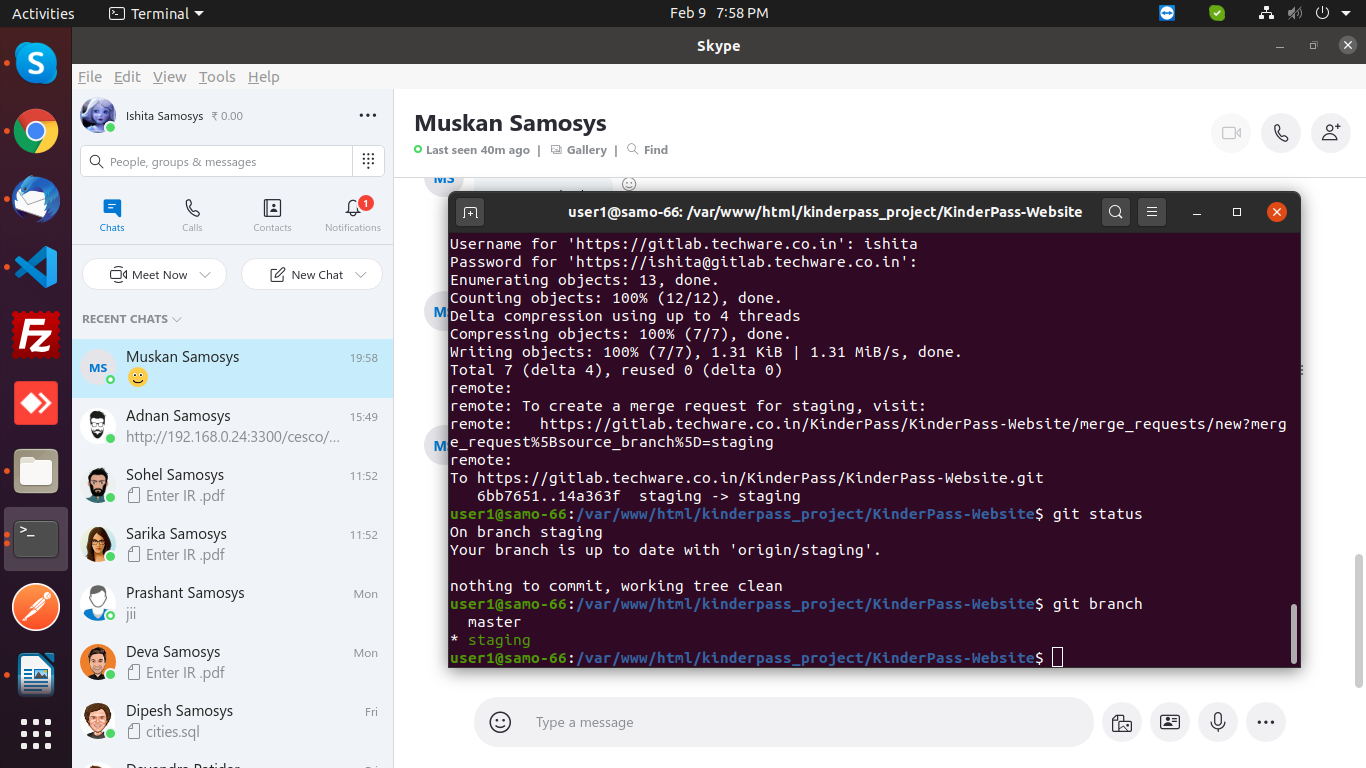 Activities
Terminal
Feb 9 7:58 PM
Skype
File Edit View Tools Help
Ishita Samosys ₹ 0.00
People, groups & messages
Chats
Calls
Contacts
1
Notifications
Meet Now
New Chat
RECENT CHATS
MS
Muskan Samosys 19:58
Adnan Samosys 15:49
http://192.168.0.24:3300/cesco/...
Sohel Samosys 11:52
Enter IR .pdf
Sarika Samosys 11:52
Enter IR .pdf
Prashant Samosys Mon
jii
Deva Samosys Mon
Enter IR .pdf
Dipesh Samosys Fri
cities.sql
Muskan Samosys
Last seen 40m ago | Gallery | Find
MS
user1@samo-66: /var/www/html/kinderpass_project/KinderPass-Website
Username for 'https://gitlab.techware.co.in': ishita
Password for 'https://ishita@gitlab.techware.co.in':
Enumerating objects: 13, done.
Counting objects: 100% (12/12), done.
Delta compression using up to 4 threads
Compressing objects: 100% (7/7), done.
Writing objects: 100% (7/7), 1.31 KiB | 1.31 MiB/s, done.
Total 7 (delta 4), reused 0 (delta 0)
remote:
remote: To create a merge request for staging, visit:
remote:   https://gitlab.techware.co.in/KinderPass/KinderPass-Website/merge_requests/new?merg
e_request%5Bsource_branch%5D=staging
remote:
To https://gitlab.techware.co.in/KinderPass/KinderPass-Website.git
   6bb7651..14a363f  staging -> staging
user1@samo-66:/var/www/html/kinderpass_project/KinderPass-Website$ git status
On branch staging
Your branch is up to date with 'origin/staging'.
nothing to commit, working tree clean
user1@samo-66:/var/www/html/kinderpass_project/KinderPass-Website$ git branch
  master
* staging
user1@samo-66:/var/www/html/kinderpass_project/KinderPass-Website$
Type a message